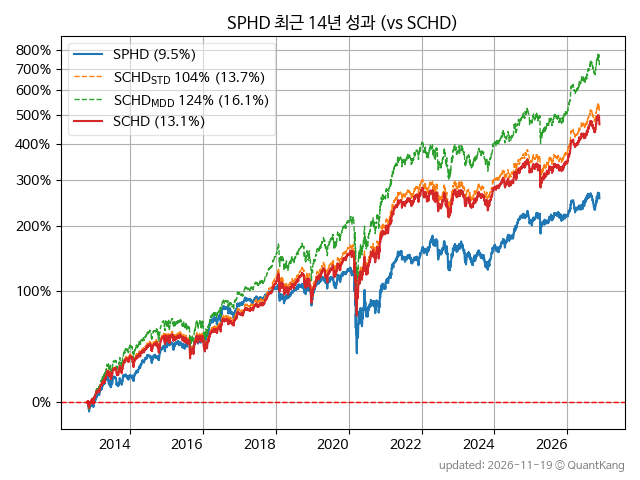 SPHD 최근 14년 성과 (vs SCHD)
SPHD (9.5%)
SCHD_STD 104% (13.7%)
SCHD_MDD 124% (16.1%)
SCHD (13.1%)
800%
700%
600%
500%
400%
300%
200%
100%
0%
2014 2016 2018 2020 2022 2024 2026
updated: 2026-11-19 © QuantKang